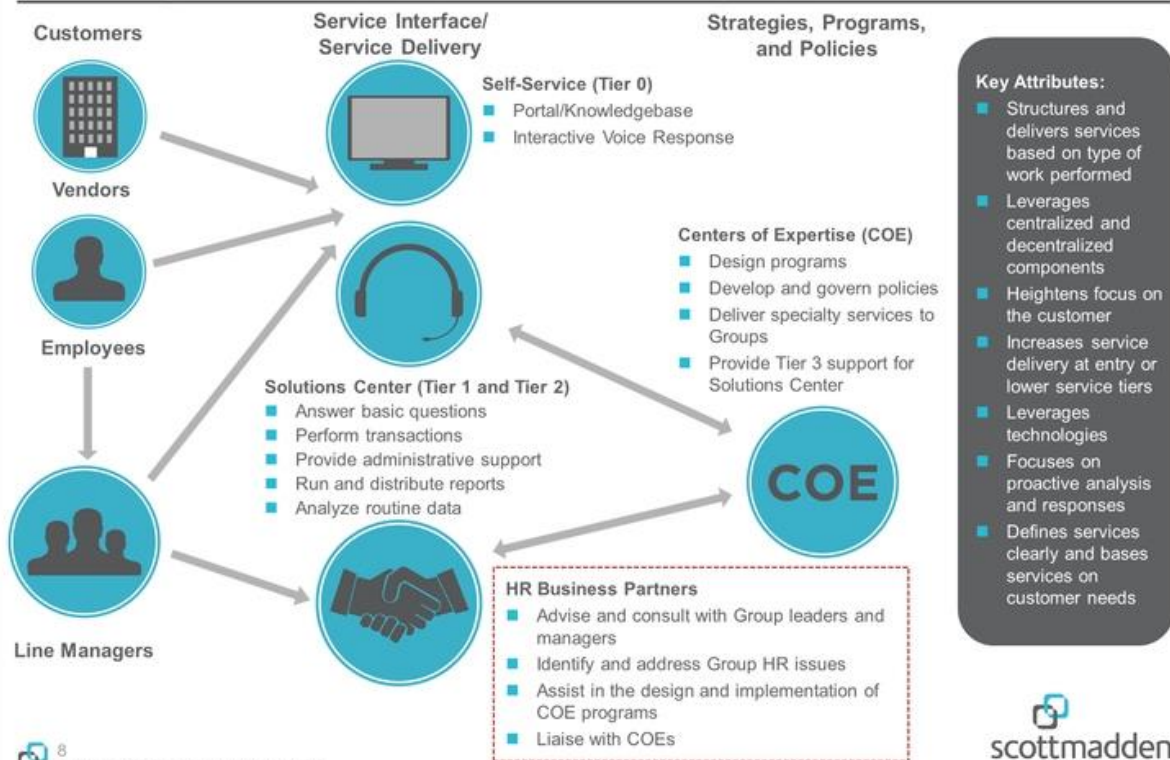 Customers
Vendors
Employees
Line Managers
Service Interface/
Service Delivery
Self-Service (Tier 0)
Portal/Knowledgebase
Interactive Voice Response
Solutions Center (Tier 1 and Tier 2)
Answer basic questions
Perform transactions
Provide administrative support
Run and distribute reports
Analyze routine data
Strategies, Programs,
and Policies
Centers of Expertise (COE)
Design programs
Develop and govern policies
Deliver specialty services to
Groups
Provide Tier 3 support for
Solutions Center
COE
HR Business Partners
Advise and consult with Group leaders and
managers
Identify and address Group HR issues
Assist in the design and implementation of
COE programs
Liaise with COEs
Key Attributes:
Structures and
delivers services
based on type of
work performed
Leverages
centralized and
decentralized
components
Heightens focus on
the customer
Increases service
delivery at entry or
lower service tiers
Leverages
technologies
Focuses on
proactive analysis
and responses
Defines services
clearly and bases
services on
customer needs
8
scottmadden